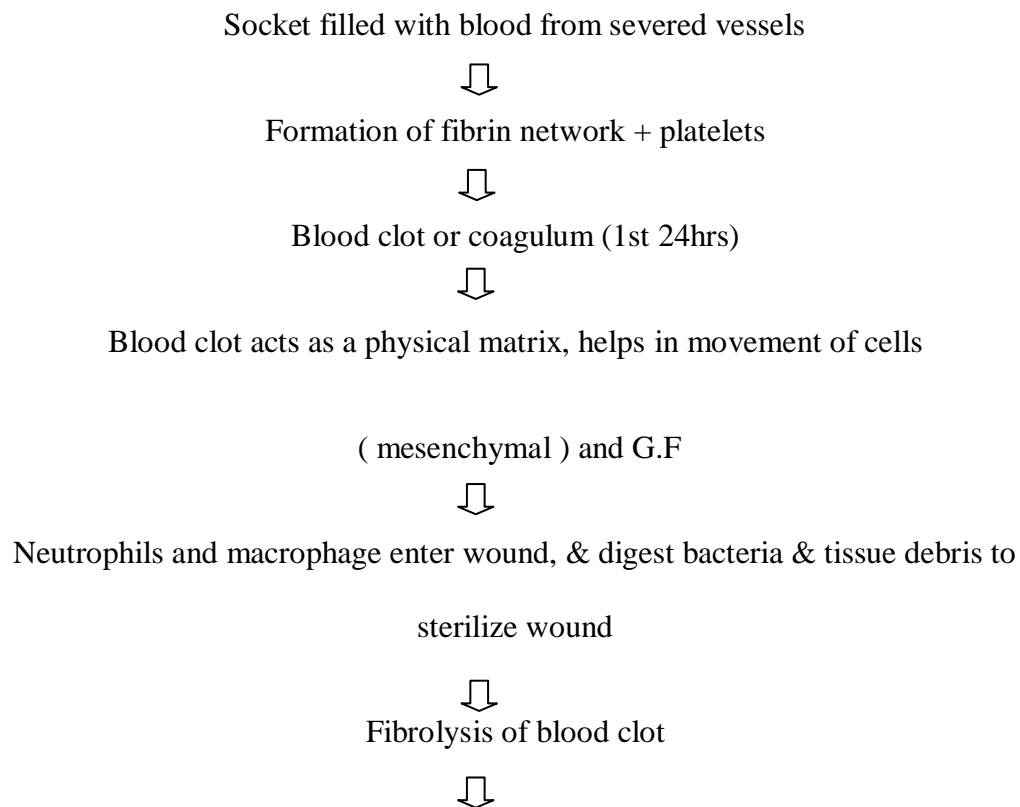 Socket filled with blood from severed vessels
Formation of fibrin network + platelets
Blood clot or coagulum (1st 24hrs)
Blood clot acts as a physical matrix, helps in movement of cells
( mesenchymal ) and G.F
Neutrophils and macrophage enter wound, & digest bacteria & tissue debris to
sterilize wound
Fibrolysis of blood clot